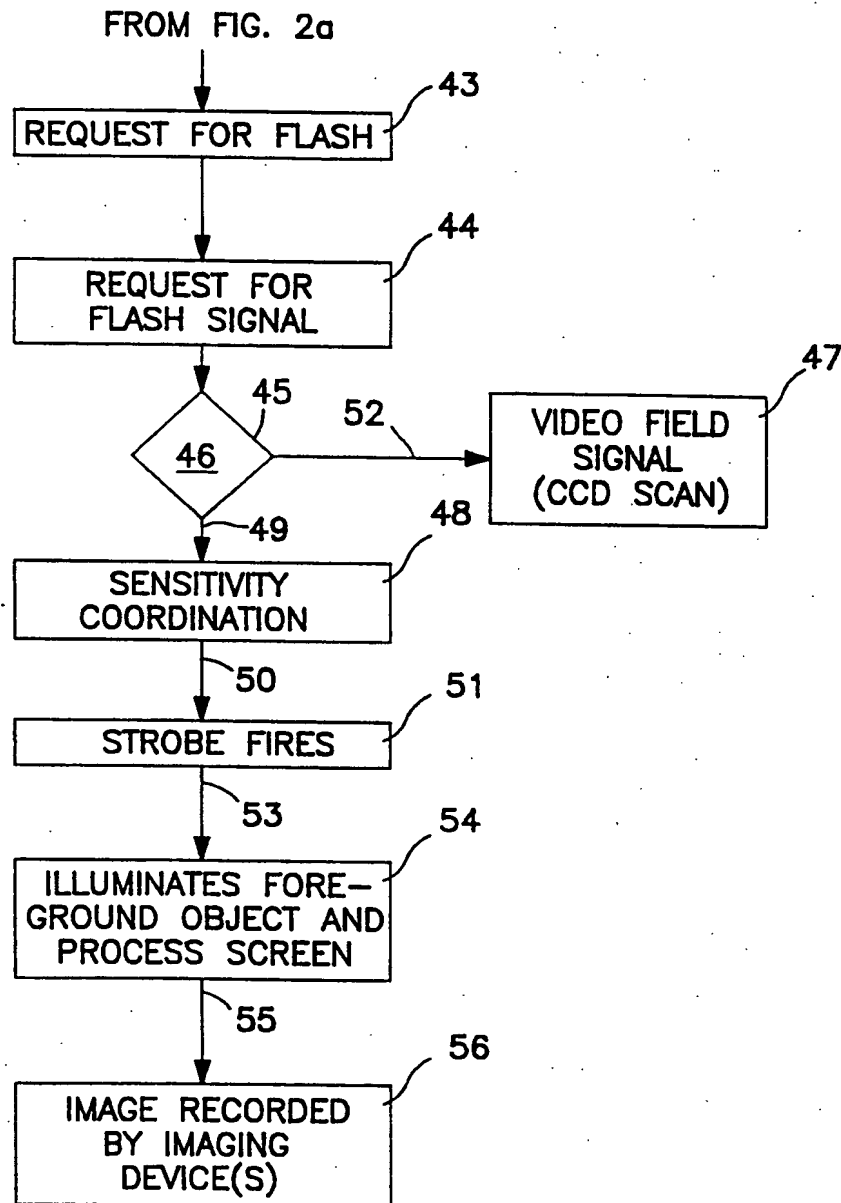 FROM FIG. 2a
43
REQUEST FOR FLASH
44
REQUEST FOR
FLASH SIGNAL
45
46
52
47
VIDEO FIELD
SIGNAL
(CCD SCAN)
49
48
SENSITIVITY
COORDINATION
50
51
STROBE FIRES
53
54
ILLUMINATES FORE-
GROUND OBJECT AND
PROCESS SCREEN
55
56
IMAGE RECORDED
BY IMAGING
DEVICE(S)